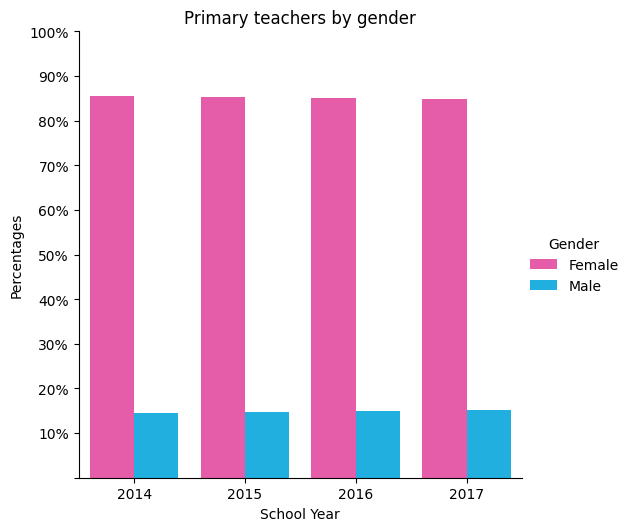 Primary teachers by gender
100%
90%
80%
70%
60%
50%
40%
30%
20%
10%
Percentages
2014 2015 2016 2017
School Year
Gender
Female
Male